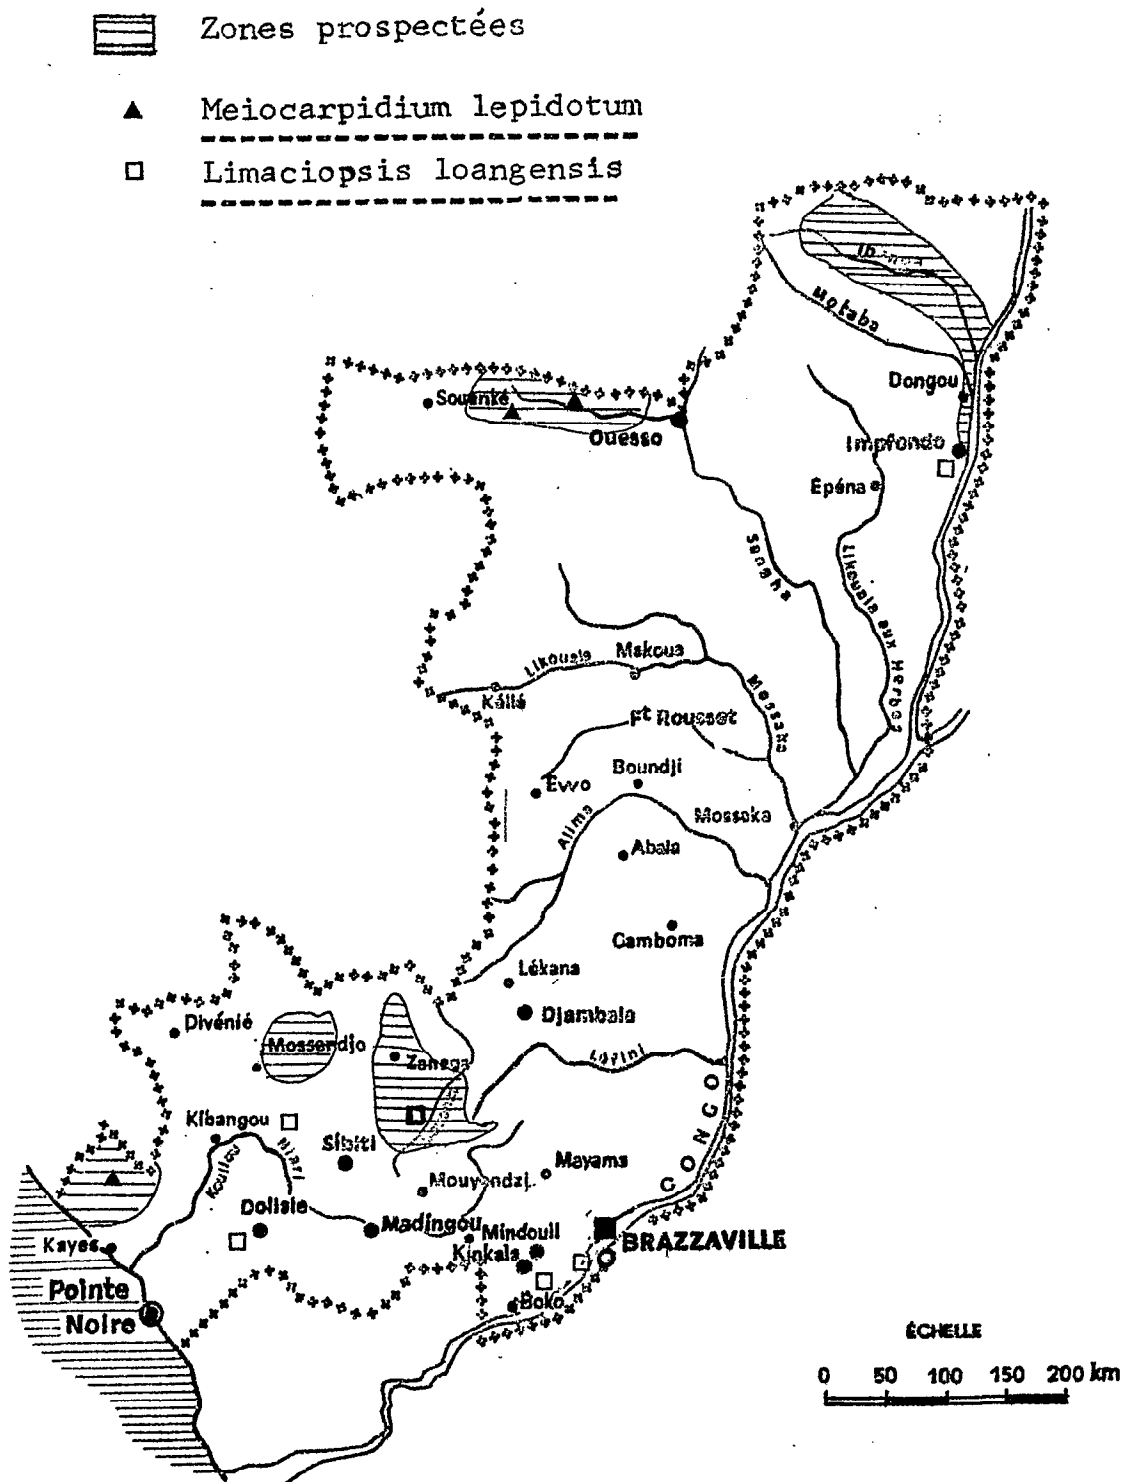 Zones prospectées
Meiocarpidium lepidotum
Limaciopsis loangensis
Motaba
Dongou
Souanké
Ouesso
Impfondo
Épéna
Sangha
Likouala aux Herbes
Likouala
Makoua
Kéllé
Mossaka
Ft Rousset
Ewo
Boundji
Alima
Mossaka
Abala
Gamboma
Lékana
Djambala
Divénié
Mossendjo
Zanaga
Léfini
CONGO
Kibangou
Niari
Kouilou
Sibiti
Mayama
Mouyondzi
Dolisie
Madingou
Mindouli
Kayes
Kinkala
BRAZZAVILLE
Pointe
Noire
Boko
ÉCHELLE
0 50 100 150 200 km